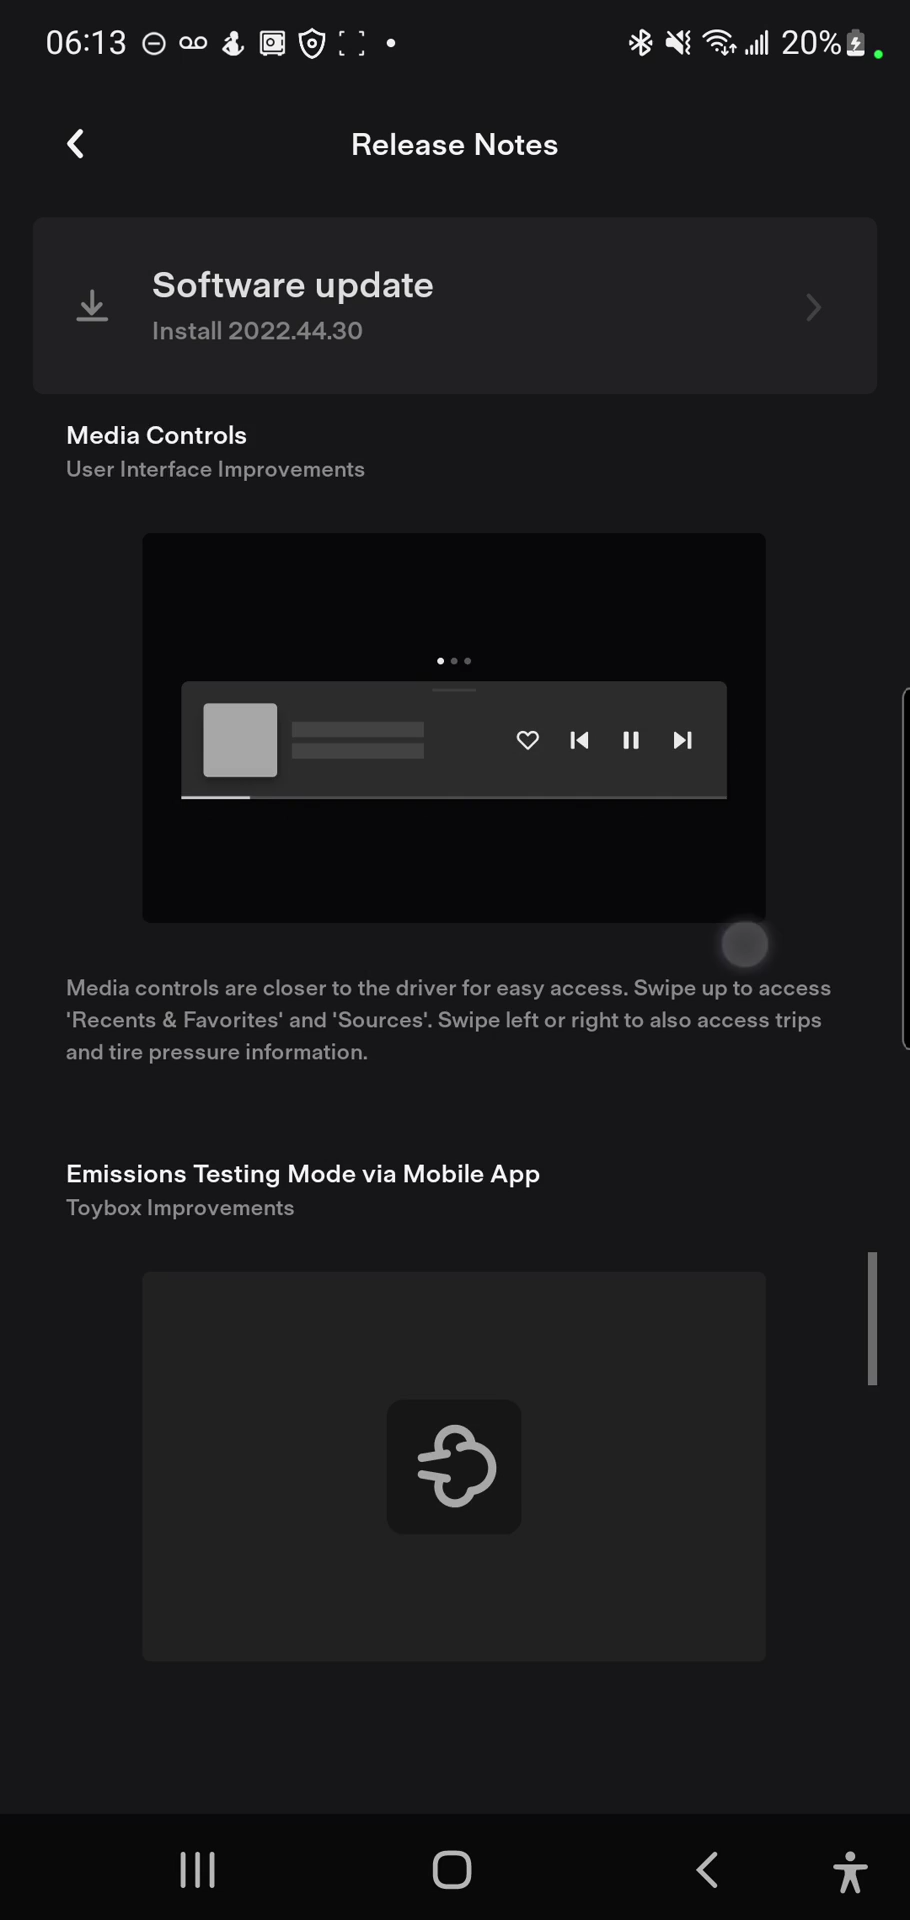 06:13
20%
Release Notes
Software update
Install 2022.44.30
Media Controls
User Interface Improvements
Media controls are closer to the driver for easy access. Swipe up to access
'Recents & Favorites' and 'Sources'. Swipe left or right to also access trips
and tire pressure information.
Emissions Testing Mode via Mobile App
Toybox Improvements